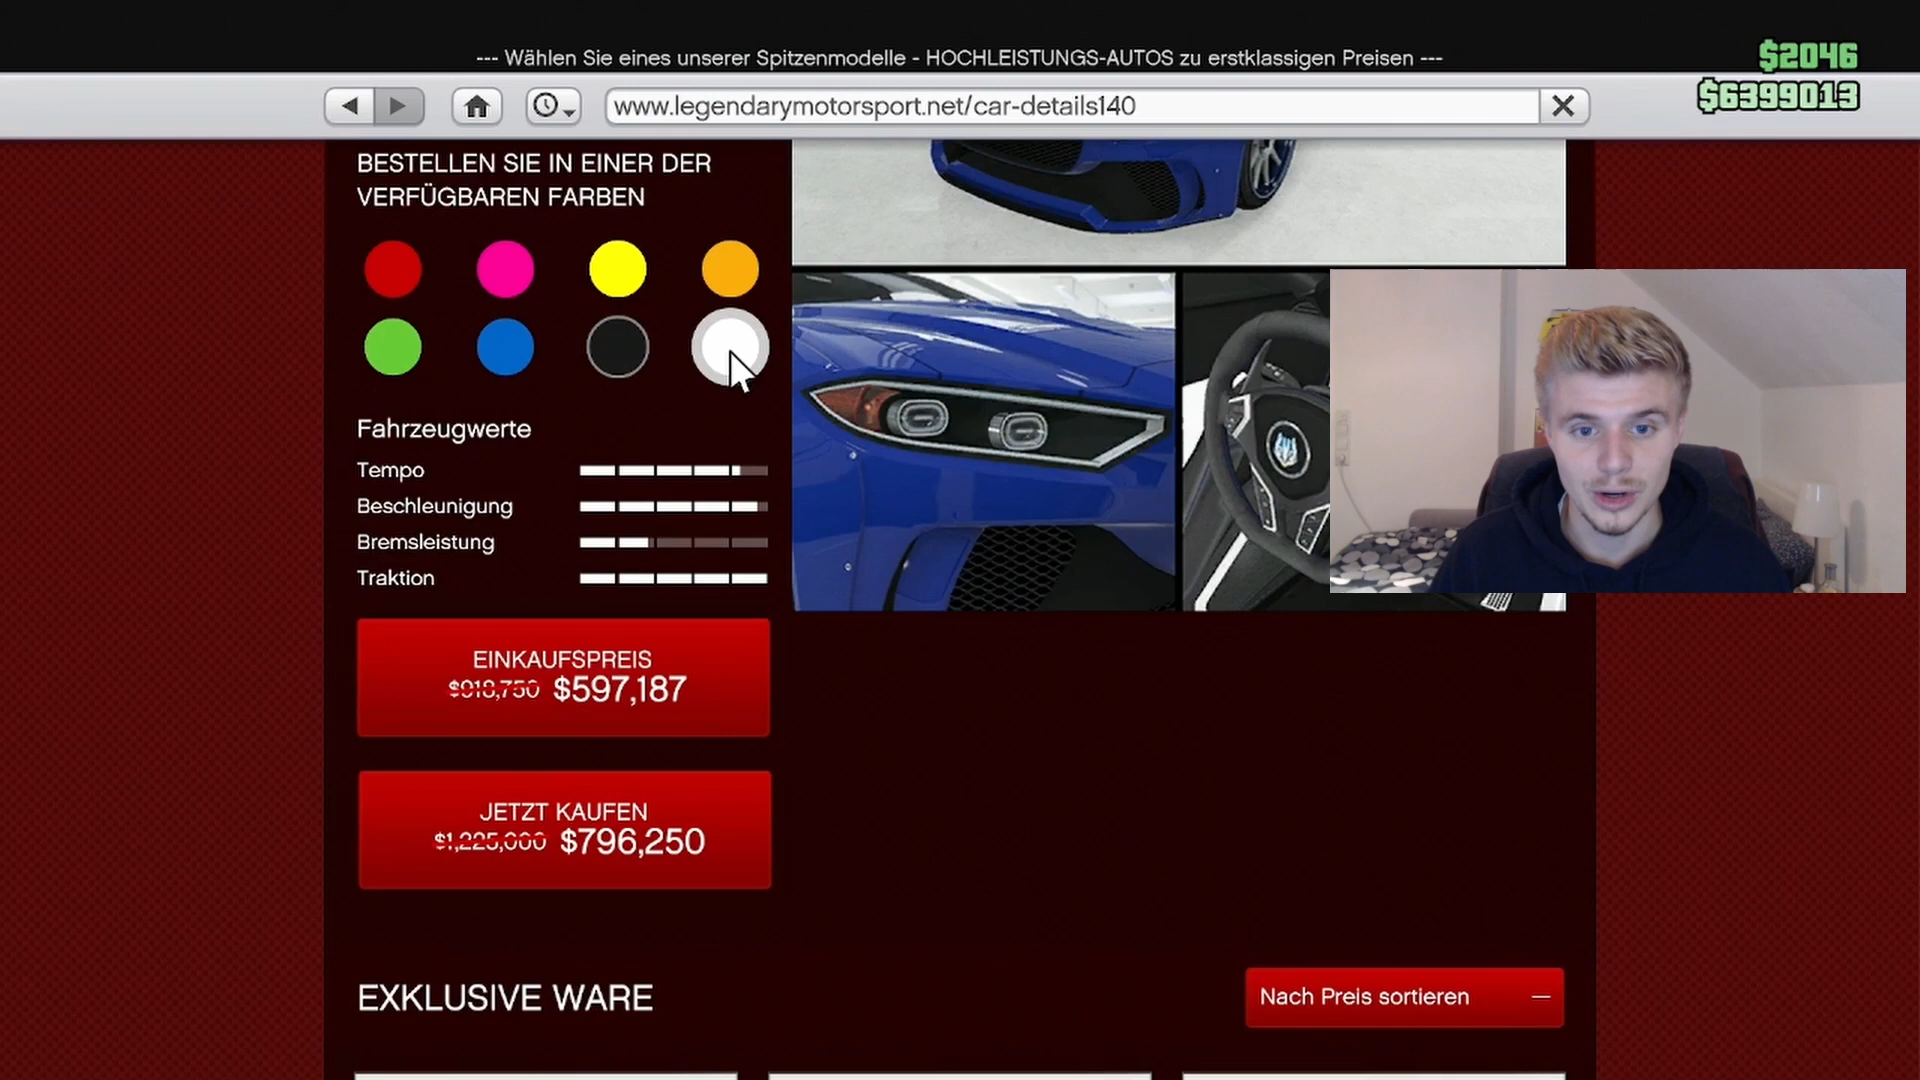 --- Wählen Sie eines unserer Spitzenmodelle - HOCHLEISTUNGS-AUTOS zu erstklassigen Preisen ---
$2046
$6399013
www.legendarymotorsport.net/car-details140
BESTELLEN SIE IN EINER DER
VERFÜGBAREN FARBEN
Fahrzeugwerte
Tempo
Beschleunigung
Bremsleistung
Traktion
EINKAUFSPREIS
$918,750 $597,187
JETZT KAUFEN
$1,225,000 $796,250
EXKLUSIVE WARE
Nach Preis sortieren